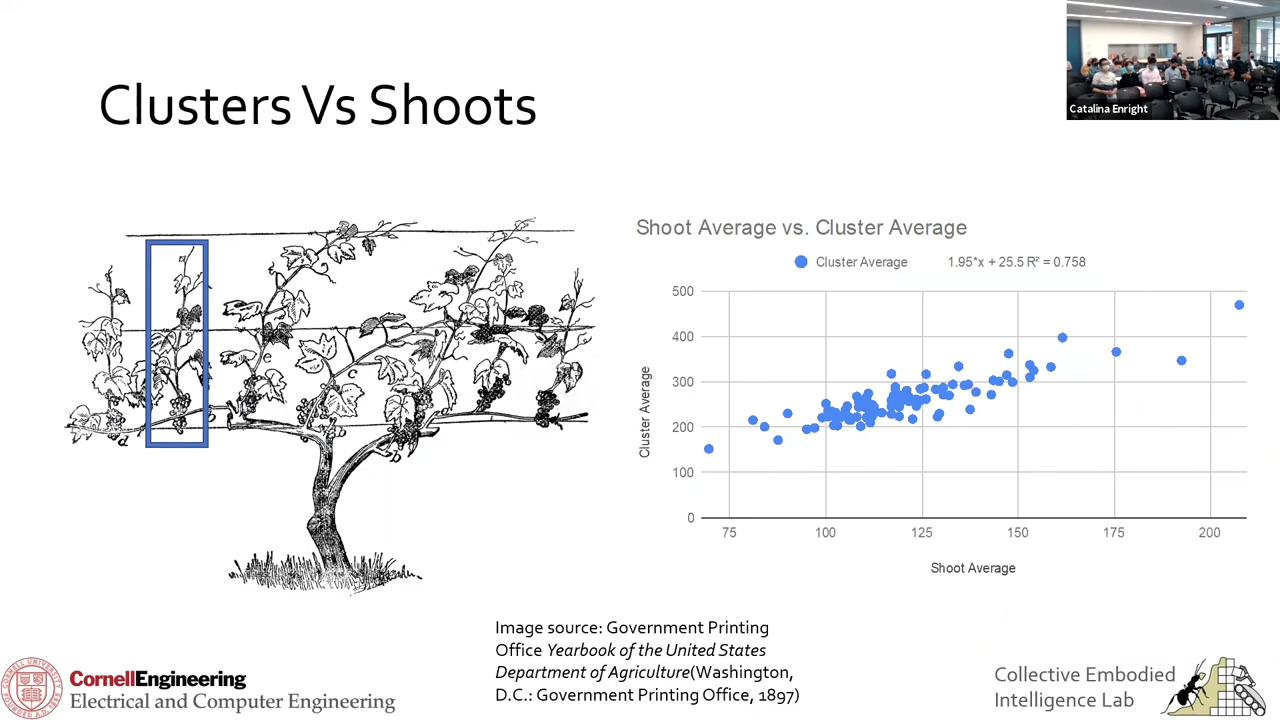 Clusters Vs Shoots
Catalina Enright
Shoot Average vs. Cluster Average
Cluster Average
1.95*x + 25.5 R² = 0.758
500
400
300
200
100
0
Cluster Average
75
100
125
150
175
200
Shoot Average
Image source: Government Printing
Office Yearbook of the United States
Department of Agriculture(Washington,
D.C.: Government Printing Office, 1897)
CornellEngineering
Electrical and Computer Engineering
Collective Embodied
Intelligence Lab